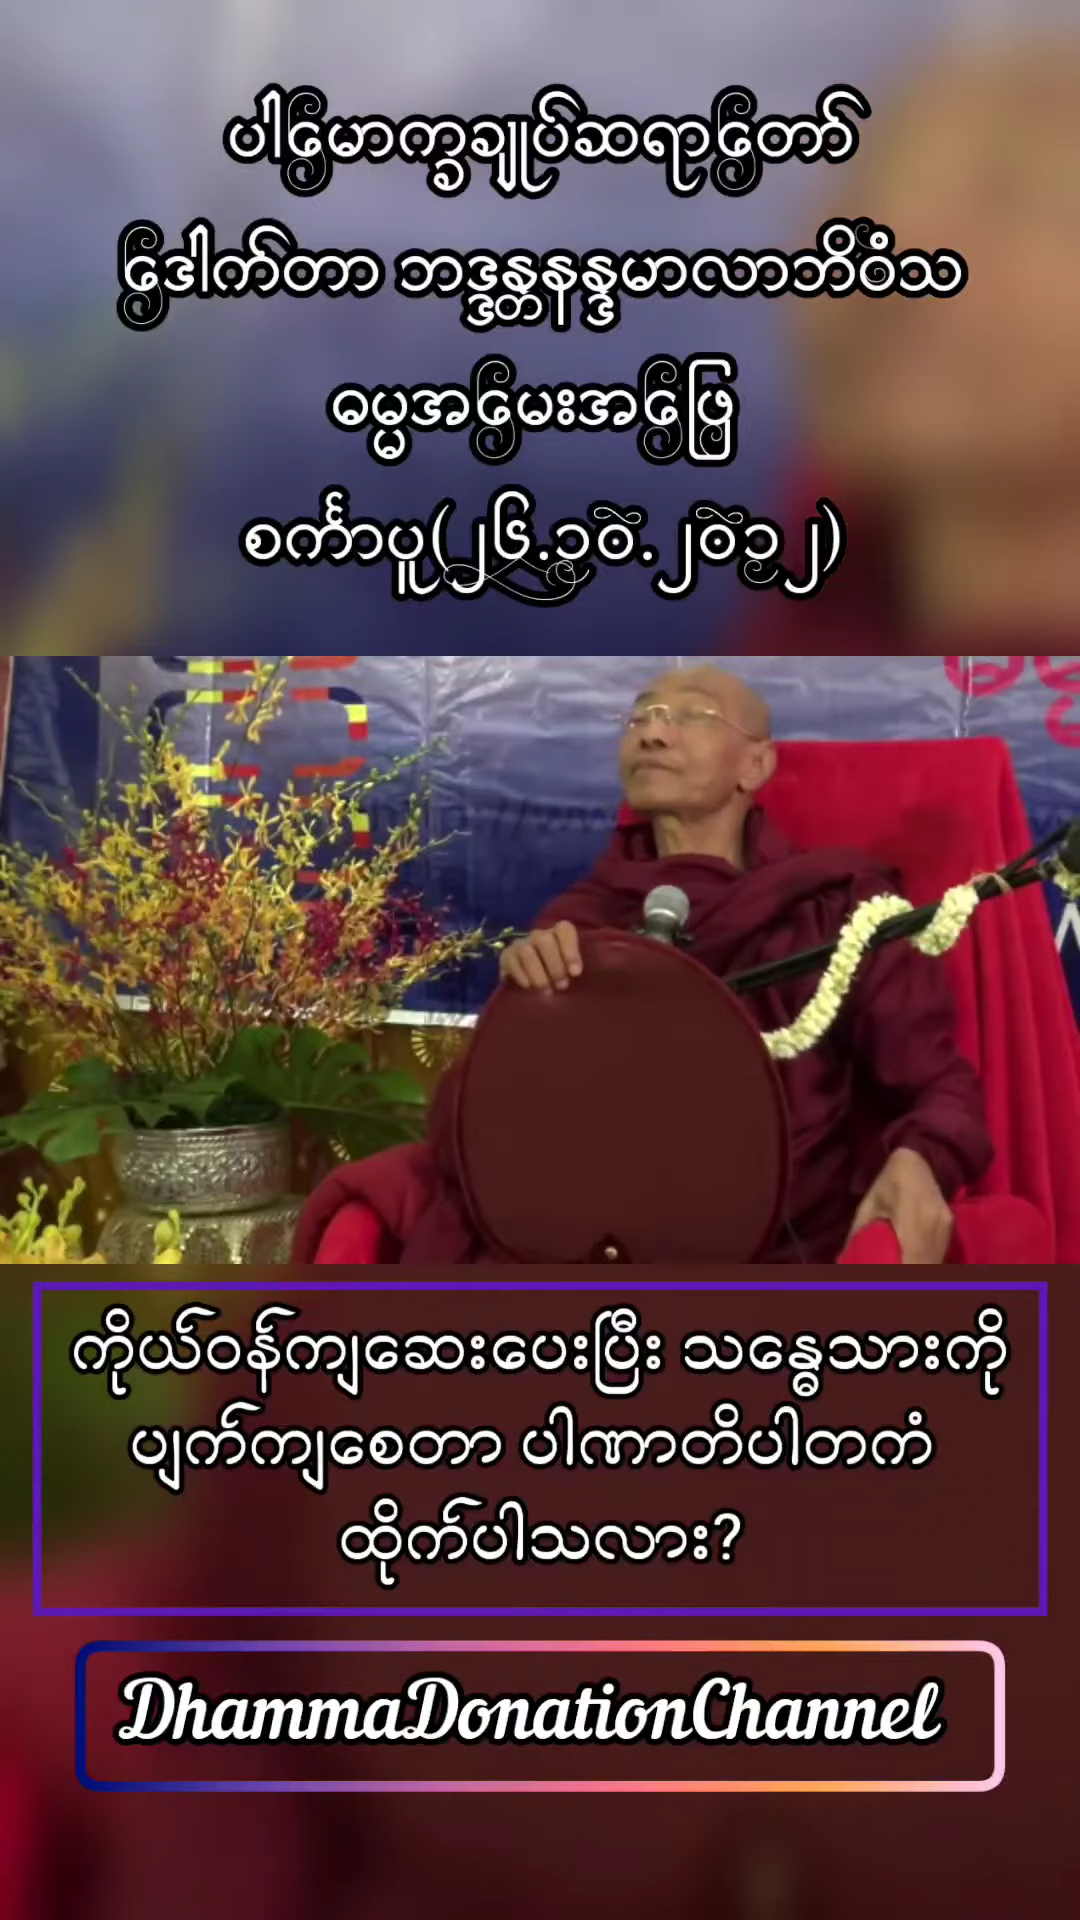 ပါမောက္ခချုပ်ဆရာတော်
ဒေါက်တာ ဘဒ္ဒန္တနန္ဒမာလာဘိဝံသ
ဓမ္မအမေးအဖြေ
စင်္ကာပူ(၂၆.၁၀.၂၀၁၂)
ကိုယ်ဝန်ကျဆေးပေးပြီး သန္ဓေသားကို
ပျက်ကျစေတာ ပါဏာတိပါတကံ
ထိုက်ပါသလား?
DhammaDonationChannel